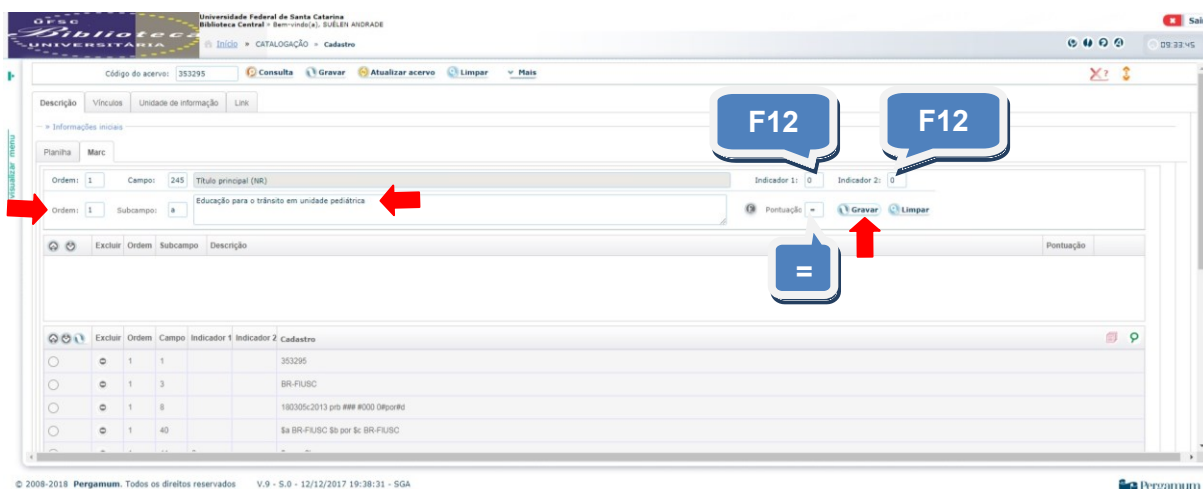 Universidade Federal de Santa Catarina
Biblioteca Central > Bem-vindo(a), SUÉLEN ANDRADE
UFSC
Biblioteca
UNIVERSITÁRIA
Início » CATALOGAÇÃO » Cadastro
Sair
09:33:45
Código do acervo: 353295 Consulta Gravar Atualizar acervo Limpar Mais
Descrição Vínculos Unidade de informação Link
» Informações iniciais
visualizar menu
Planilha Marc
F12 F12
Ordem: 1 Campo: 245 Título principal (NR) Indicador 1: 0 Indicador 2: 0
Ordem: 1 Subcampo: a Educação para o trânsito em unidade pediátrica Pontuação = Gravar Limpar
=
Excluir Ordem Subcampo Descrição Pontuação
Excluir Ordem Campo Indicador 1 Indicador 2 Cadastro
1 1 353295
1 3 BR-FIUSC
1 8 180305c2013 prb ### #000 0#por#d
1 40 $a BR-FIUSC $b por $c BR-FIUSC
© 2008-2018 Pergamum. Todos os direitos reservados V.9 - S.0 - 12/12/2017 19:38:31 - SGA
Pergamum